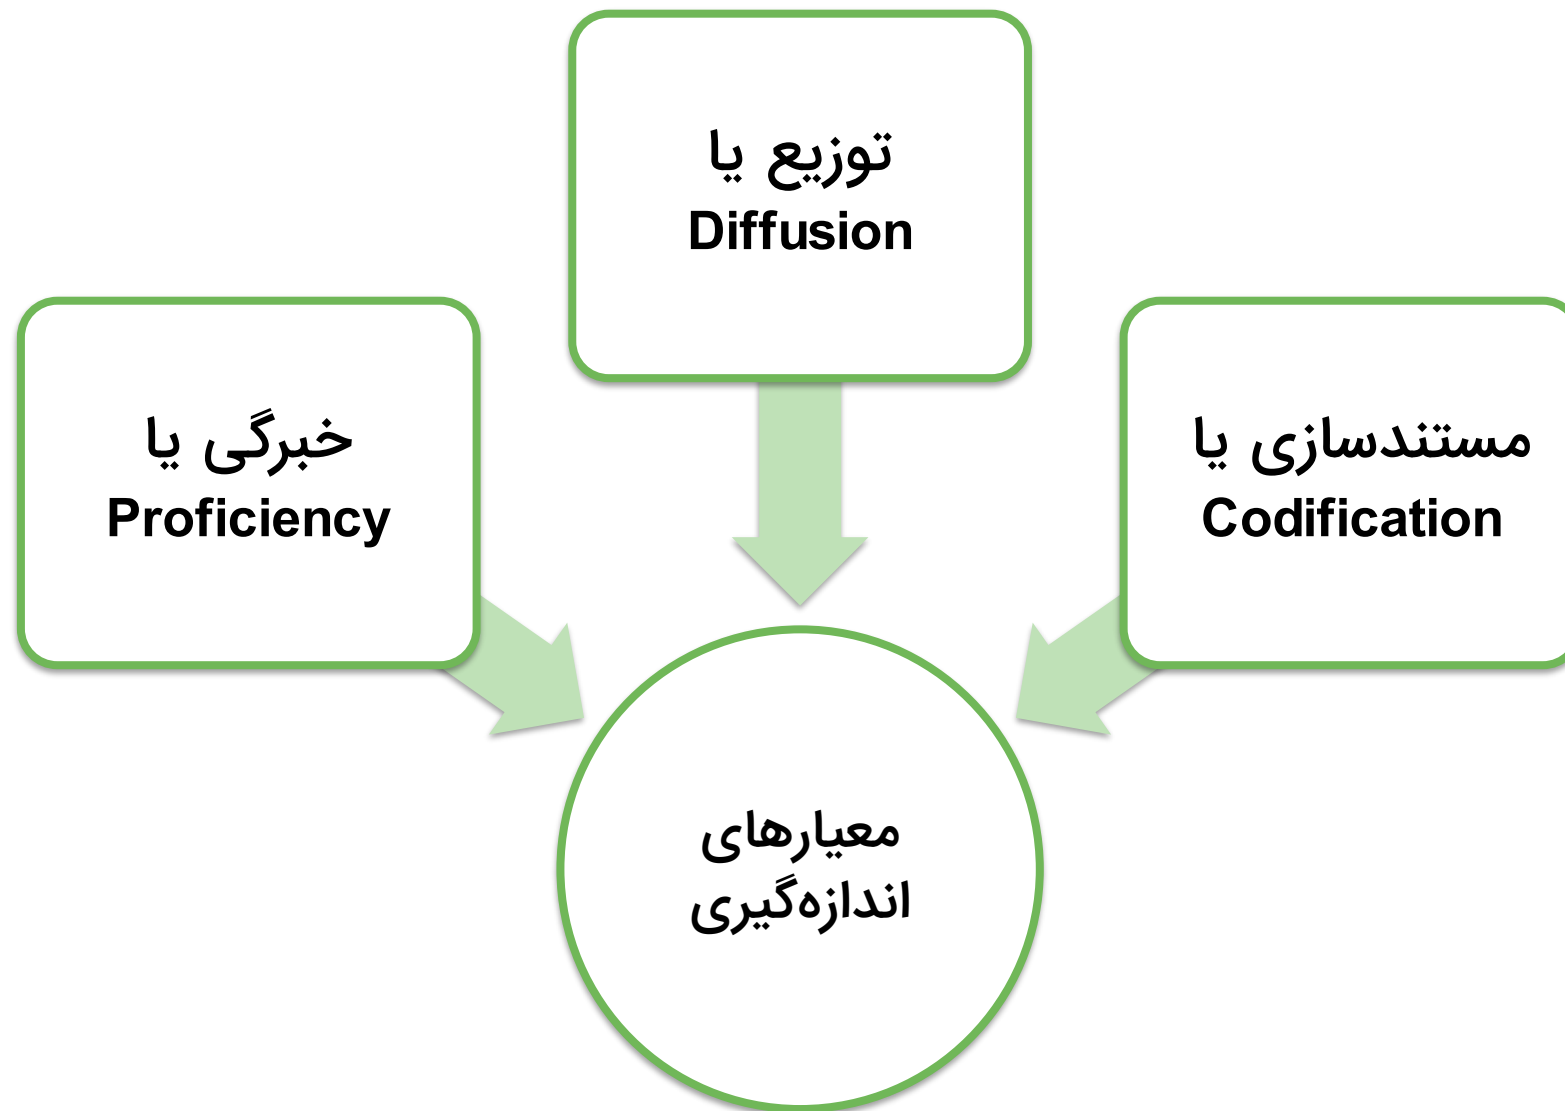 توزیع یا
Diffusion
خبرگی یا
Proficiency
مستندسازی یا
Codification
معیارهای
اندازه‌گیری